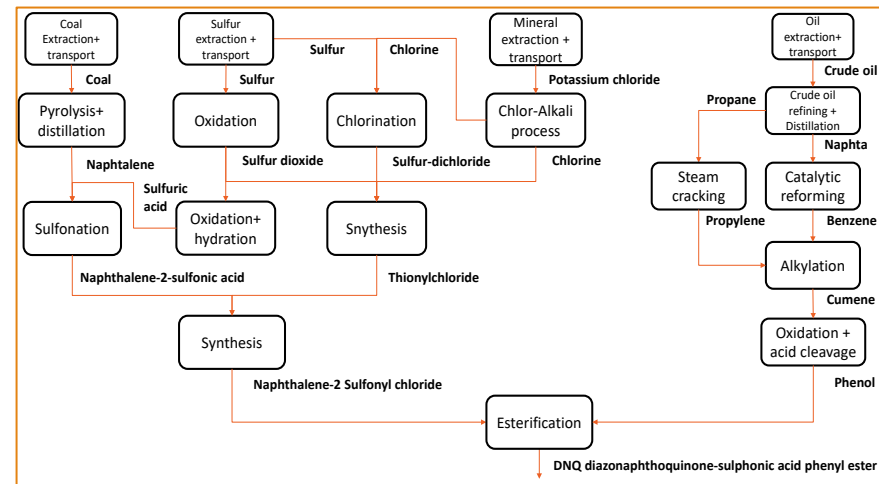 Coal
Extraction+
transport
Sulfur
extraction +
transport
Mineral
extraction +
transport
Oil
extraction+
transport
Sulfur
Chlorine
Coal
Sulfur
Potassium chloride
Crude oil
Pyrolysis+
distillation
Oxidation
Chlorination
Chlor-Alkali
process
Propane
Crude oil
refining +
Distillation
Naphtalene
Sulfur dioxide
Sulfur-dichloride
Chlorine
Naphta
Sulfuric
acid
Steam
cracking
Catalytic
reforming
Sulfonation
Oxidation+
hydration
Snythesis
Propylene
Benzene
Naphthalene-2-sulfonic acid
Thionylchloride
Alkylation
Cumene
Synthesis
Oxidation +
acid cleavage
Naphthalene-2 Sulfonyl chloride
Phenol
Esterification
DNQ diazonaphthoquinone-sulphonic acid phenyl ester